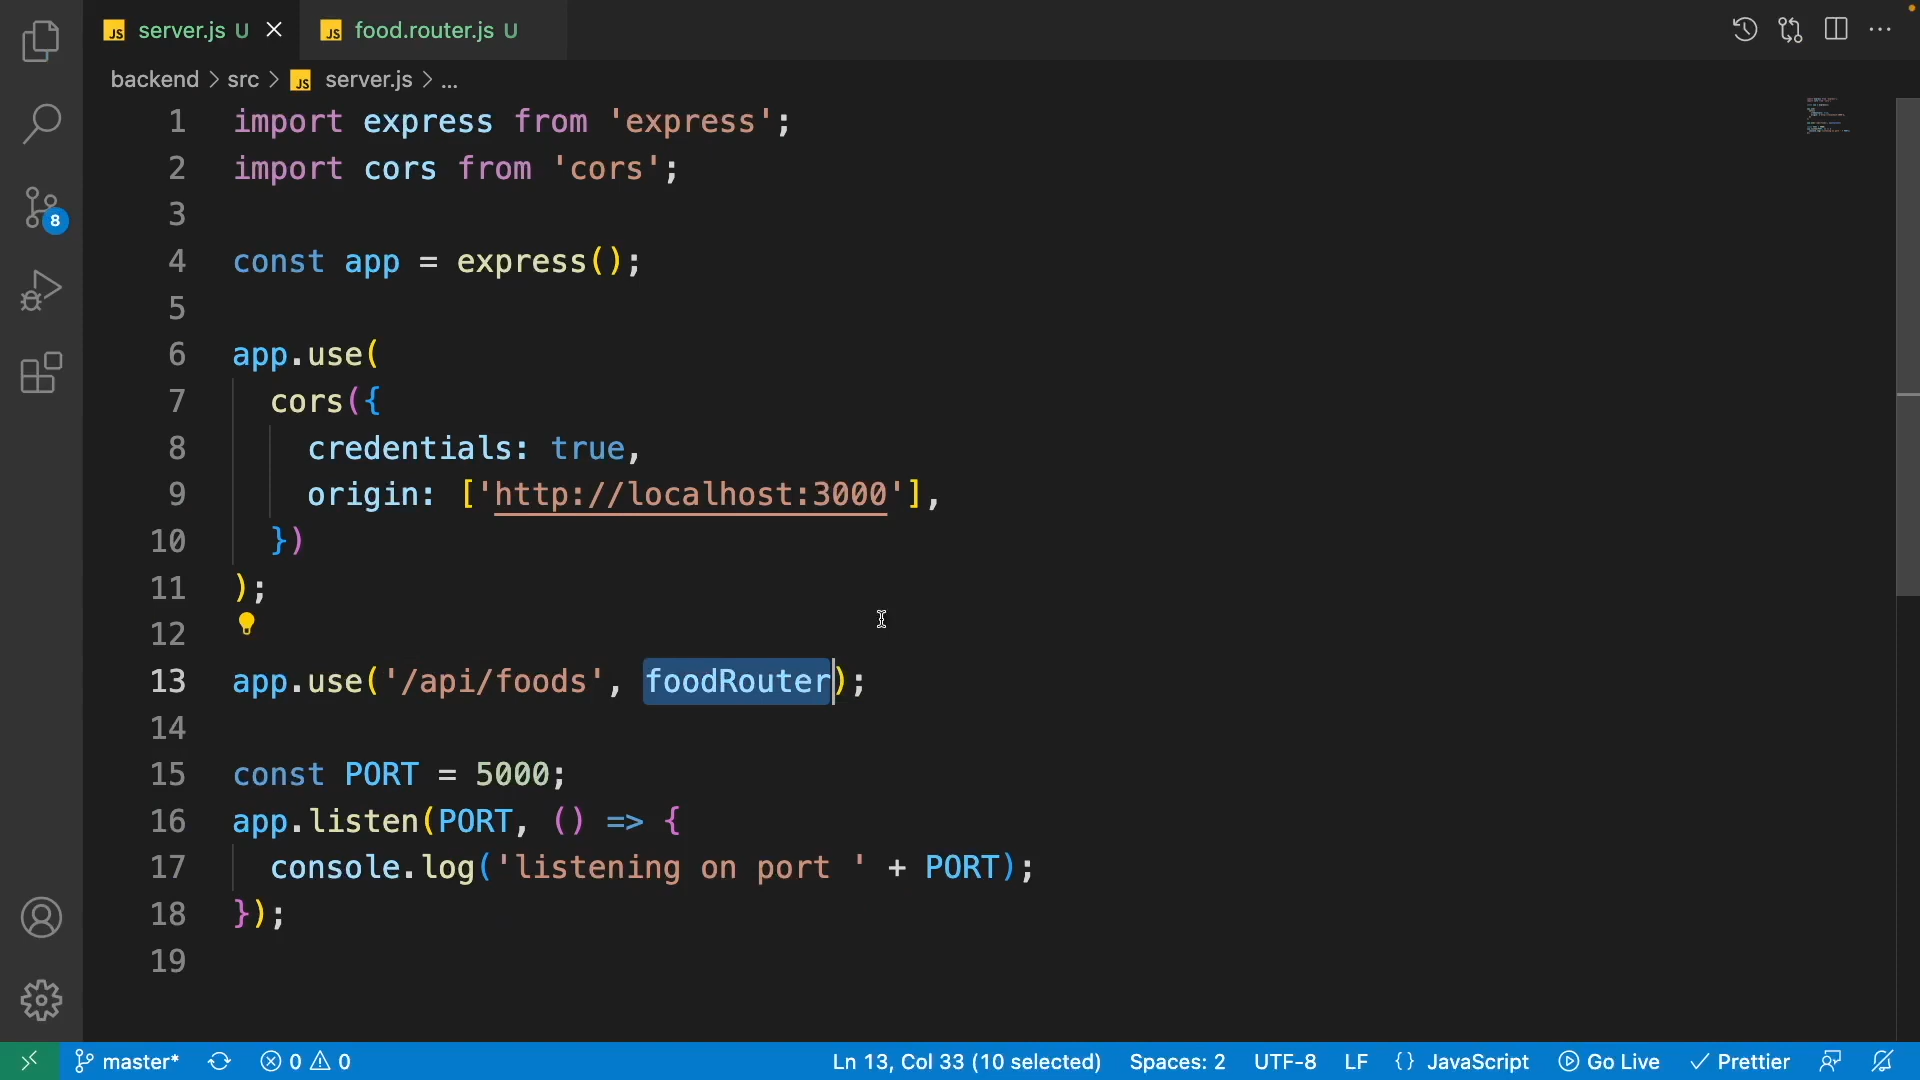 JS server.js U
JS food.router.js U
backend > src > JS server.js > ...
1 import express from 'express';
2 import cors from 'cors';
3
4 const app = express();
5
6 app.use(
7 cors({
8 credentials: true,
9 origin: ['http://localhost:3000'],
10 })
11 );
12
13 app.use('/api/foods', foodRouter);
14
15 const PORT = 5000;
16 app.listen(PORT, () => {
17 console.log('listening on port ' + PORT);
18 });
19
8
master* 0 0 Ln 13, Col 33 (10 selected) Spaces: 2 UTF-8 LF {} JavaScript Go Live Prettier